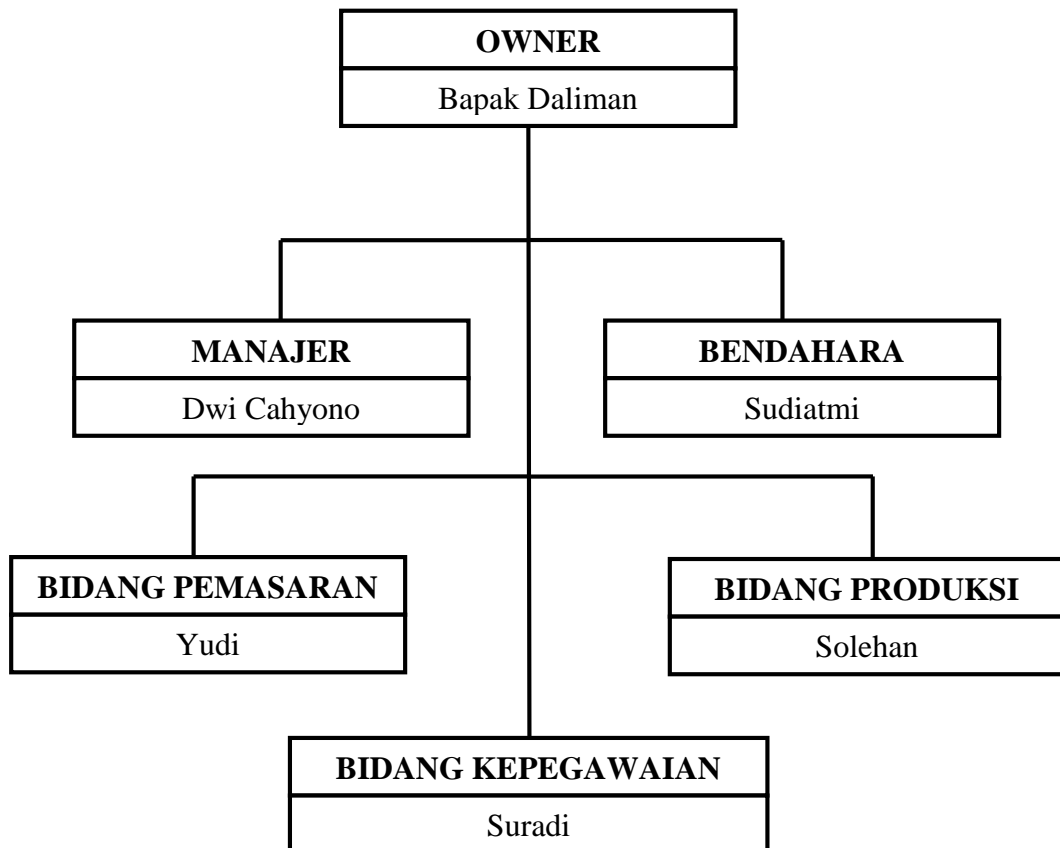 OWNER
Bapak Daliman
MANAJER
Dwi Cahyono
BENDAHARA
Sudiatmi
BIDANG PEMASARAN
Yudi
BIDANG PRODUKSI
Solehan
BIDANG KEPEGAWAIAN
Suradi